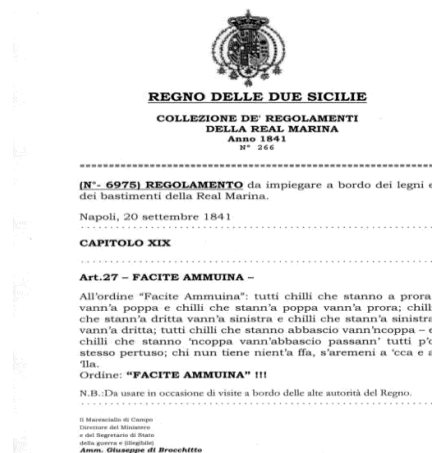 REGNO DELLE DUE SICILIE
COLLEZIONE DE' REGOLAMENTI
DELLA REAL MARINA
Anno 1841
N° 266
(N°- 6975) REGOLAMENTO da impiegare a bordo dei legni e
dei bastimenti della Real Marina.
Napoli, 20 settembre 1841
CAPITOLO XIX
Art.27 – FACITE AMMUINA –
All'ordine "Facite Ammuina": tutti chilli che stanno a prora
vann'a poppa e chilli che stann'a poppa vann'a prora; chilli
che stann'a dritta vann'a sinistra e chilli che stann'a sinistra
vann'a dritta; tutti chilli che stanno abbascio vann'ncoppa – e
chilli che stanno 'ncoppa vann'abbascio passann' tutti p'o
stesso pertuso; chi nun tiene nient'a ffa, s'aremeni a 'cca e a
'lla.
Ordine: "FACITE AMMUINA" !!!
N.B.:Da usare in occasione di visite a bordo delle alte autorità del Regno.
Il Maresciallo di Campo
Direttore del Ministero
e del Segretario di Stato
della guerra e (illegibile)
Amm. Giuseppe di Brocchitto